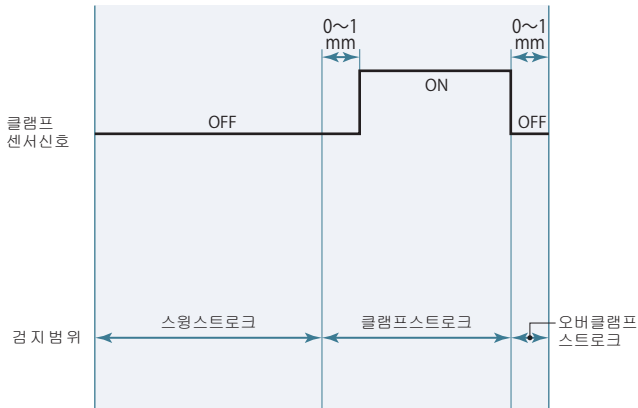 0～1
mm
0～1
mm
ON
클램프
센서신호
OFF
OFF
스윙스트로크
클램프스트로크
오버클램프
스트로크
검지범위